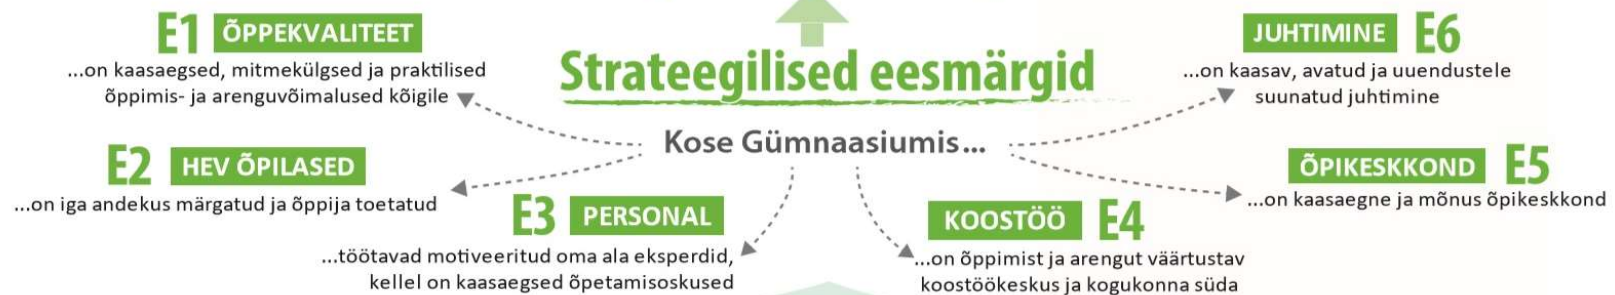 Strateegilised eesmärgid
Kose Gümnaasiumis...
E1 ÕPPEKVALITEET
...on kaasaegsed, mitmekülgsed ja praktilised
õppimis- ja arenguvõimalused kõigile
E2 HEV ÕPILASED
...on iga andekus märgatud ja õppija toetatud
E3 PERSONAL
...töötavad motiveeritud oma ala eksperdid,
kellel on kaasaegsed õpetamisoskused
KOOSTÖÖ E4
...on õppimist ja arengut väärtustav
koostöökeskus ja kogukonna süda
ÕPIKESKKOND E5
...on kaasaegne ja mõnus õpikeskkond
JUHTIMINE E6
...on kaasav, avatud ja uuendustele
suunatud juhtimine